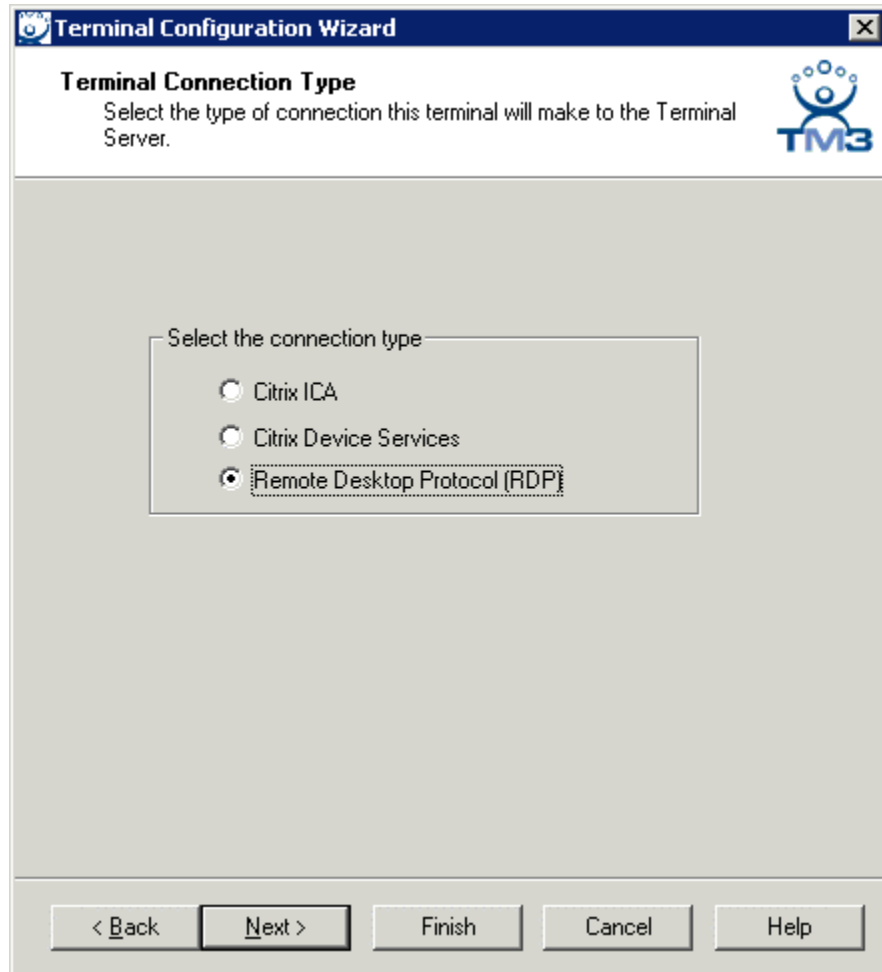 Terminal Configuration Wizard
Terminal Connection Type
Select the type of connection this terminal will make to the Terminal
Server.
TM3
Select the connection type
Citrix ICA
Citrix Device Services
Remote Desktop Protocol (RDP)
< Back Next > Finish Cancel Help